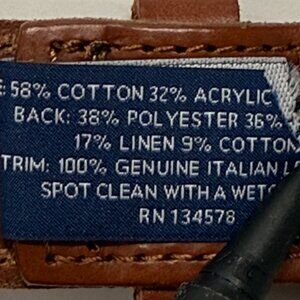 : 58% COTTON 32% ACRYLIC
BACK: 38% POLYESTER 36%
17% LINEN 9% COTTON
TRIM: 100% GENUINE ITALIAN
SPOT CLEAN WITH A WET
RN 134578